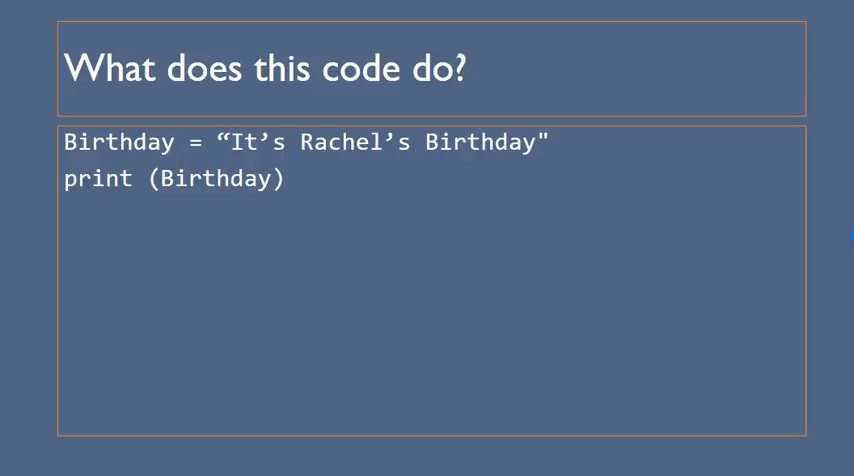 What does this code do?
Birthday = “It’s Rachel’s Birthday"
print (Birthday)